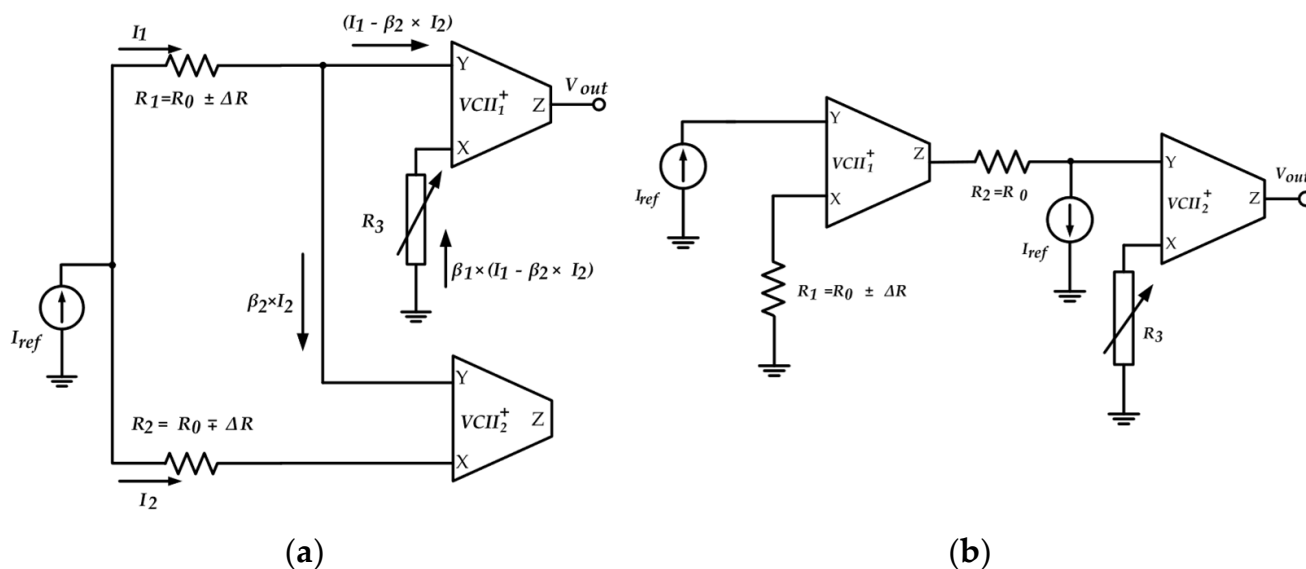 I1
(I1 - β2 × I2)
R1=R0 ± ΔR
Y
VCII1+
Z
Vout
X
R3
β1×(I1 - β2 × I2)
Iref
β2×I2
R2 = R0 ∓ ΔR
Y
VCII2+
Z
X
I2
(a)
Iref
Y
VCII1+
Z
X
R1 =R0 ± ΔR
R2=R0
Iref
Y
VCII2+
Z
Vout
X
R3
(b)